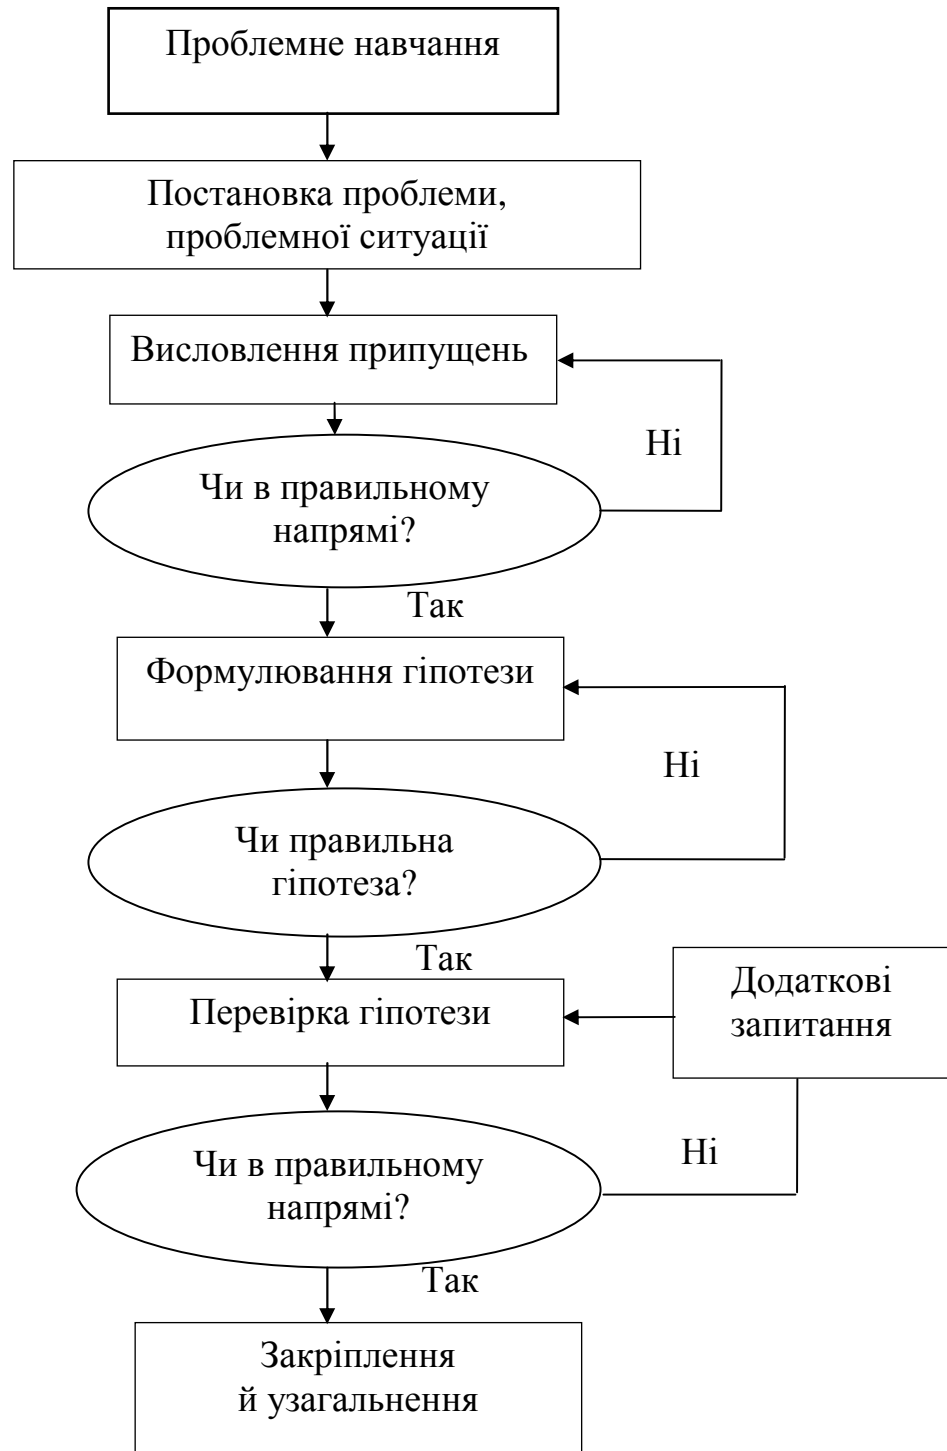 Проблемне навчання
Постановка проблеми,
проблемної ситуації
Висловлення припущень
Ні
Чи в правильному
напрямі?
Так
Формулювання гіпотези
Ні
Чи правильна
гіпотеза?
Так
Додаткові
запитання
Перевірка гіпотези
Ні
Чи в правильному
напрямі?
Так
Закріплення
й узагальнення